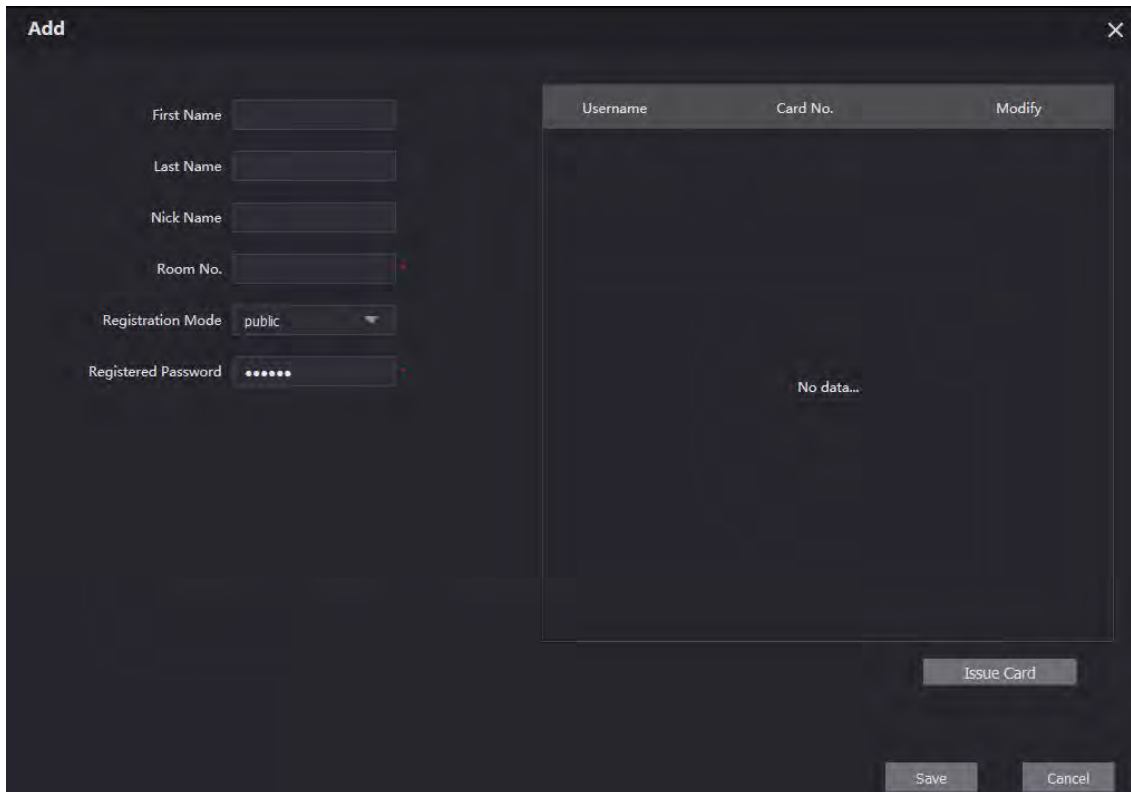 Add
First Name
Last Name
Nick Name
Room No. *
Registration Mode public
Registered Password •••••• *
Username Card No. Modify
No data...
Issue Card
Save Cancel